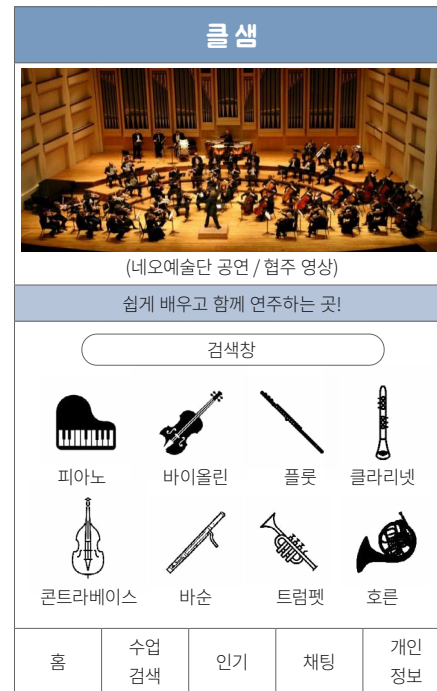 클 샘
(네오예술단 공연 / 협주 영상)
쉽게 배우고 함께 연주하는 곳!
검색창
피아노 바이올린 플룻 클라리넷
콘트라베이스 바순 트럼펫 호른
홈 수업 검색 인기 채팅 개인 정보